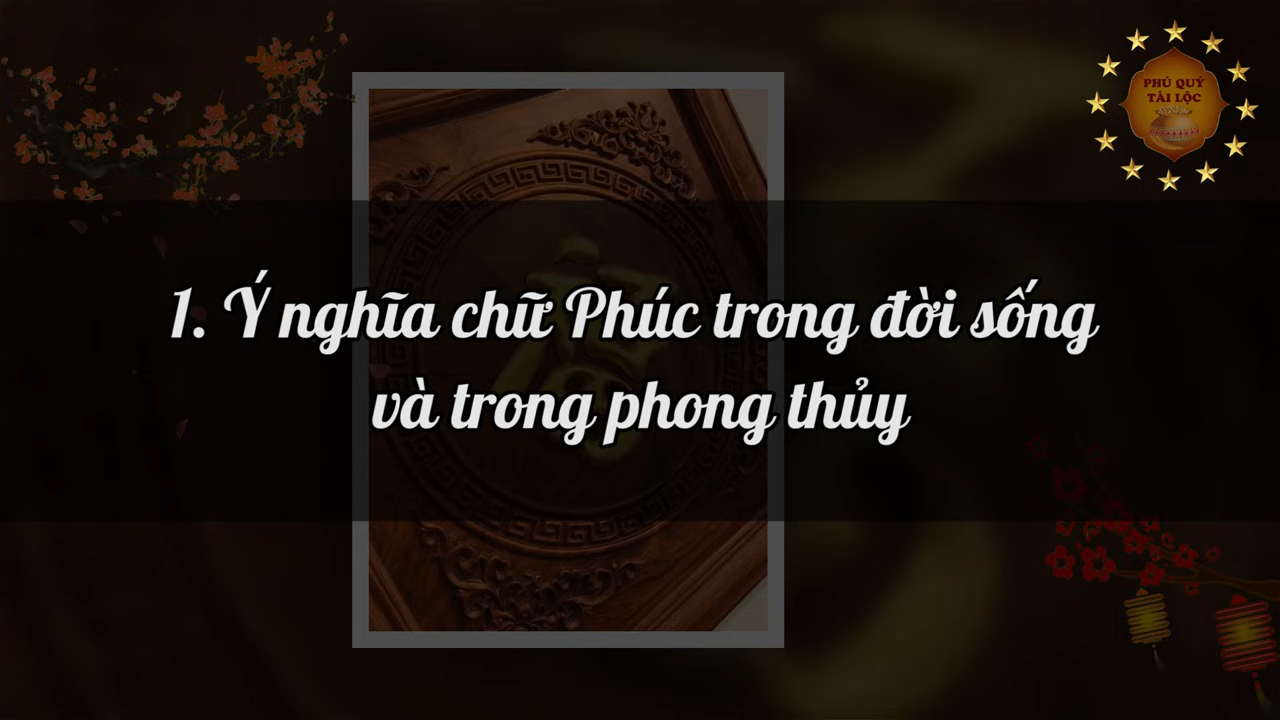 PHÚ QUÝ
TÀI LỘC
1. Ý nghĩa chữ Phúc trong đời sống
và trong phong thủy